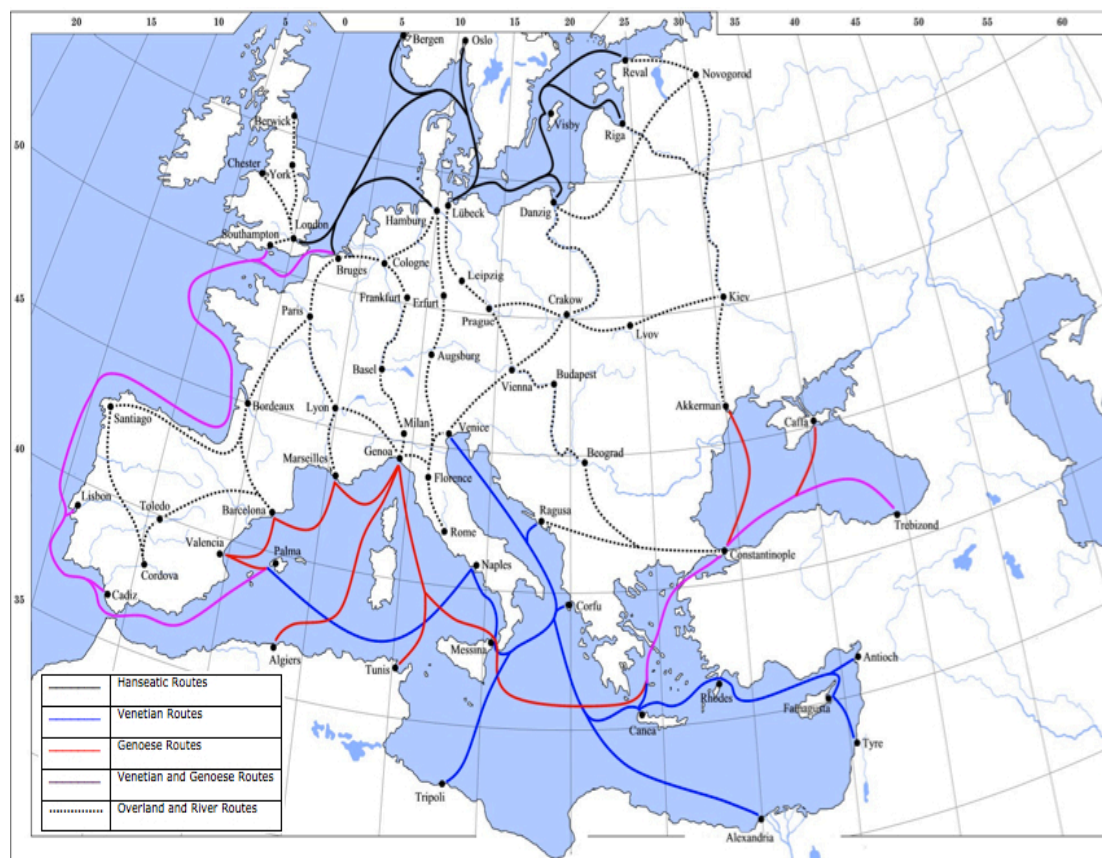 20 15 10 5 0 5 10 15 20 25 30 35 40 45 50 55 60
Bergen
Oslo
Reval
Novogorod
Berwick
Visby
Riga
50
Chester
York
London
Southampton
Hamburg
Lübeck
Danzig
Bruges
Cologne
Leipzig
45
Frankfurt
Erfurt
Paris
Prague
Crakow
Kiev
Lvov
Basel
Augsburg
Vienna
Budapest
Santiago
Bordeaux
Lyon
Milan
Venice
Akkerman
Caffa
40
Marseilles
Genoa
Florence
Beograd
Lisbon
Toledo
Barcelona
Ragusa
Trebizond
Valencia
Palma
Rome
Constantinople
Cordova
Naples
35
Cadiz
Corfu
Algiers
Tunis
Messina
Antioch
Rhodes
Famagusta
Canea
Tyre
Tripoli
Alexandria
Hanseatic Routes
Venetian Routes
Genoese Routes
Venetian and Genoese Routes
Overland and River Routes